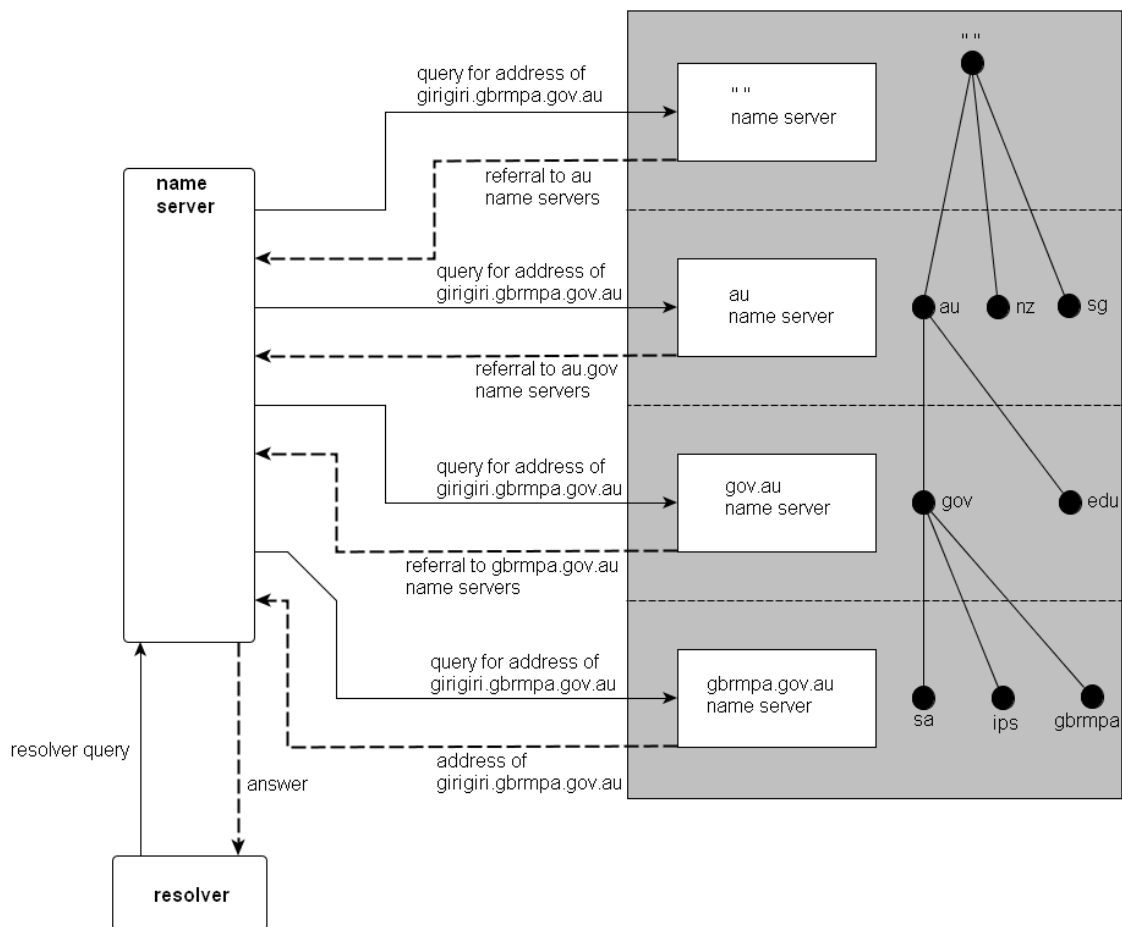 " "
query for address of
girigiri.gbrmpa.gov.au
" "
name server
name
server
referral to au
name servers
query for address of
girigiri.gbrmpa.gov.au
au
name server
au
nz
sg
referral to au.gov
name servers
query for address of
girigiri.gbrmpa.gov.au
gov.au
name server
gov
edu
referral to gbrmpa.gov.au
name servers
query for address of
girigiri.gbrmpa.gov.au
gbrmpa.gov.au
name server
sa
ips
gbrmpa
resolver query
address of
girigiri.gbrmpa.gov.au
answer
resolver